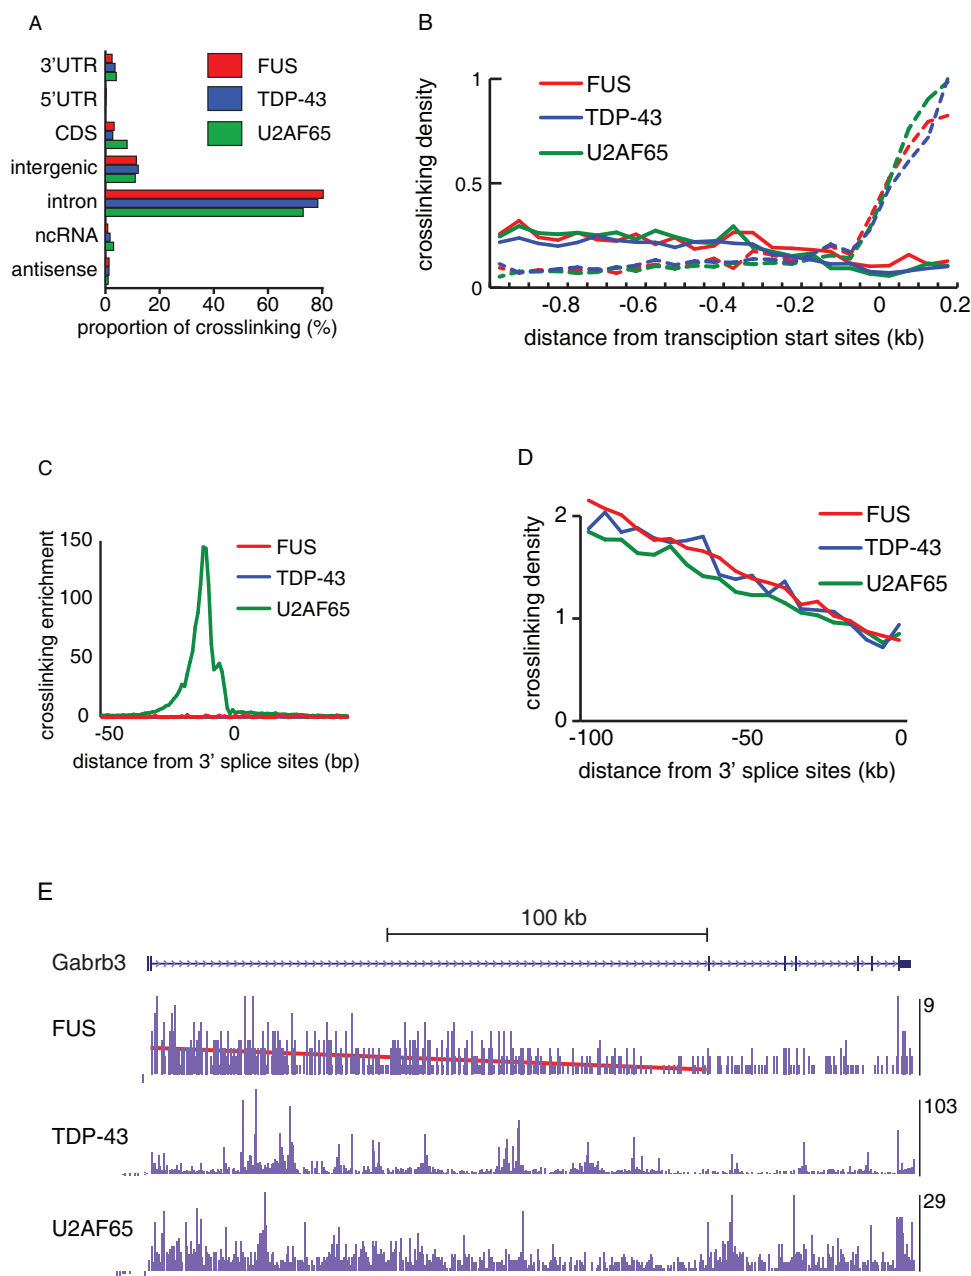 A
3'UTR
5'UTR
CDS
intergenic
intron
ncRNA
antisense
FUS
TDP-43
U2AF65
0 20 40 60 80
proportion of crosslinking (%)
B
crosslinking density
1
0.5
0
FUS
TDP-43
U2AF65
-0.8 -0.6 -0.4 -0.2 0 0.2
distance from transciption start sites (kb)
C
crosslinking enrichment
150
100
50
0
FUS
TDP-43
U2AF65
-50 0
distance from 3' splice sites (bp)
D
crosslinking density
2
1
0
FUS
TDP-43
U2AF65
-100 -50 0
distance from 3' splice sites (kb)
E
100 kb
Gabrb3
FUS
9
TDP-43
103
U2AF65
29